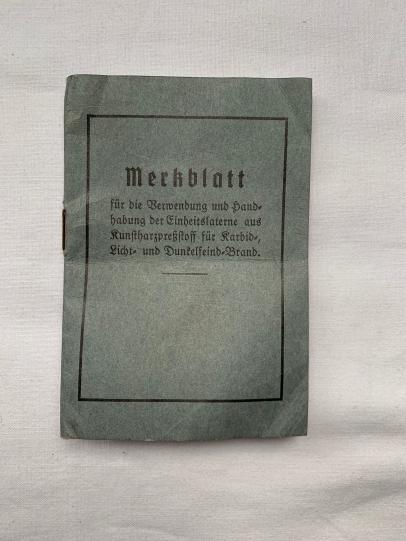 Merkblatt
für die Verwendung und Hand-
habung der Einheitslaterne aus
Kunstharzpreßstoff für Karbid-,
Licht- und Dunkelfeind-Brand.